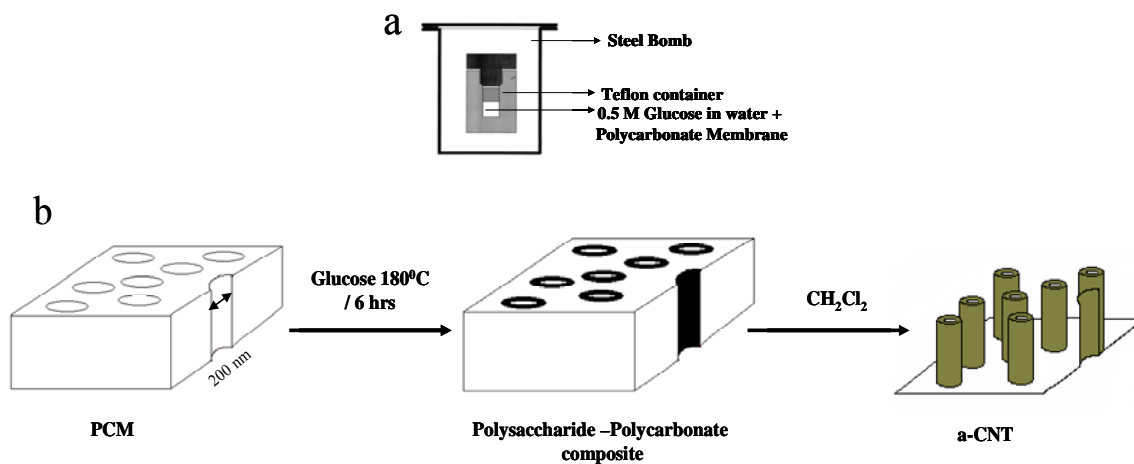 a
Steel Bomb
Teflon container
0.5 M Glucose in water +
Polycarbonate Membrane
b
Glucose 180⁰C
/ 6 hrs
CH₂Cl₂
200 nm
PCM
Polysaccharide –Polycarbonate
composite
a-CNT